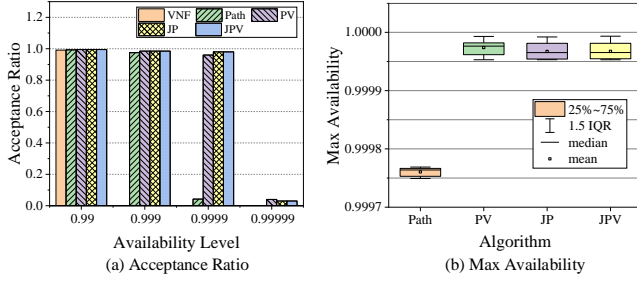 VNF Path PV
JP JPV
Acceptance Ratio
1.2
1.0
0.8
0.6
0.4
0.2
0.0
0.99 0.999 0.9999 0.99999
Availability Level
(a) Acceptance Ratio
Max Availability
1.0000
0.9999
0.9998
0.9997
25%~75%
1.5 IQR
median
mean
Path PV JP JPV
Algorithm
(b) Max Availability